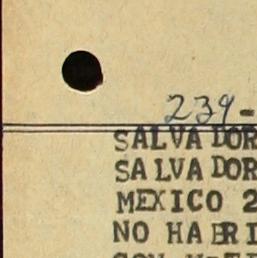 239-
SALVADOR
SALVADOR
MEXICO 2
NO HABRI